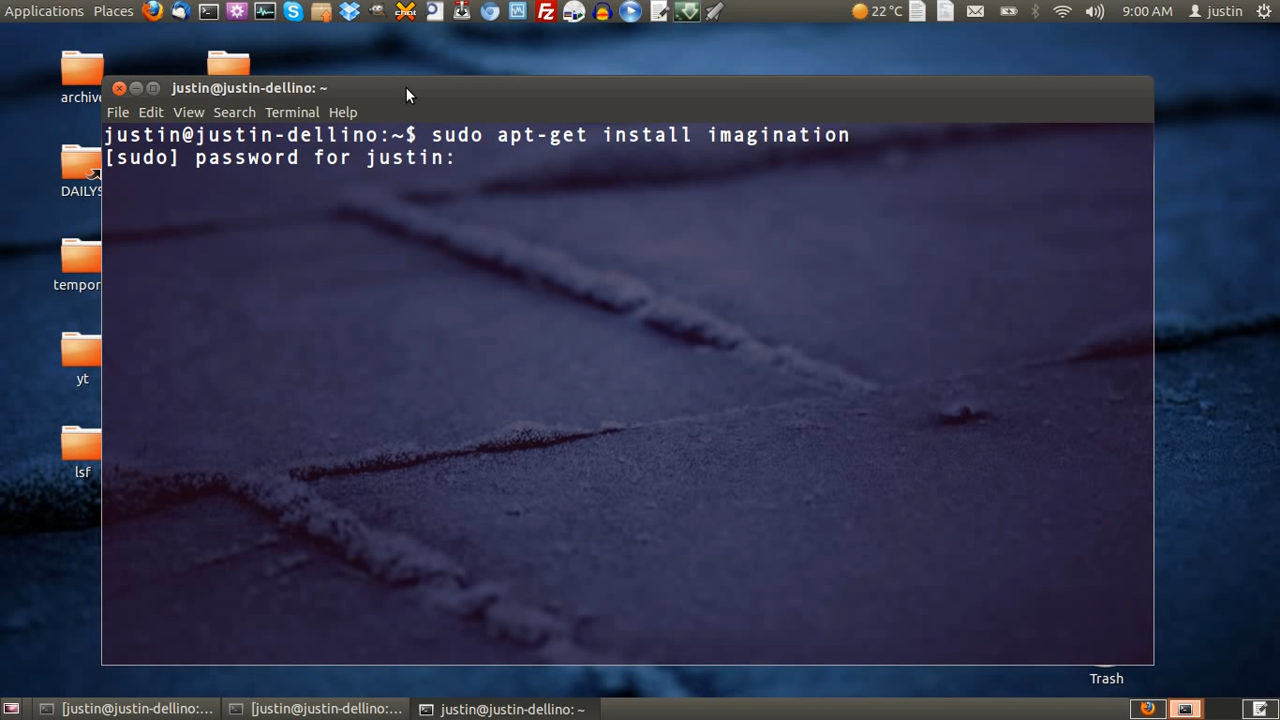 Applications Places 22 °C 9:00 AM justin
archive
justin@justin-dellino: ~
File Edit View Search Terminal Help
justin@justin-dellino:~$ sudo apt-get install imagination
[sudo] password for justin:
DAILYS
tempor
yt
lsf
Trash
[justin@justin-dellino:... [justin@justin-dellino:... justin@justin-dellino: ~